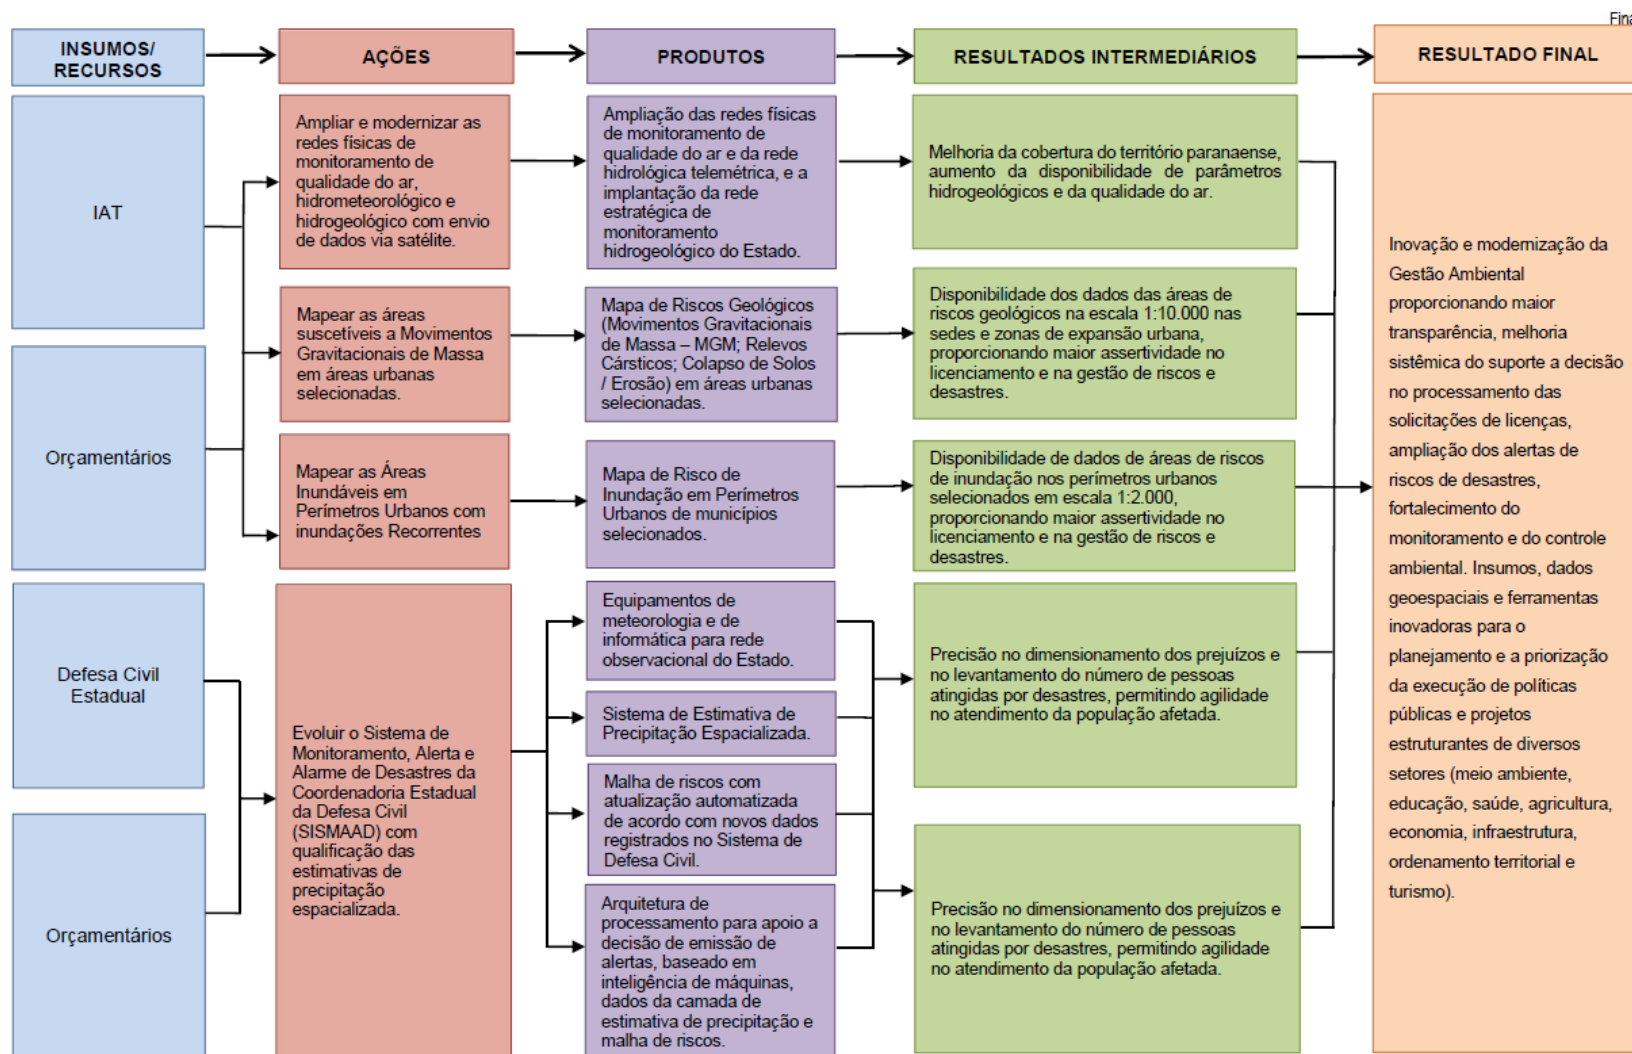 Fina
INSUMOS/
RECURSOS
AÇÕES
PRODUTOS
RESULTADOS INTERMEDIÁRIOS
RESULTADO FINAL
IAT
Orçamentários
Defesa Civil
Estadual
Orçamentários
Ampliar e modernizar as
redes físicas de
monitoramento de
qualidade do ar,
hidrometeorológico e
hidrogeológico com envio
de dados via satélite.
Mapear as áreas
suscetíveis a Movimentos
Gravitacionais de Massa
em áreas urbanas
selecionadas.
Mapear as Áreas
Inundáveis em
Perímetros Urbanos com
inundações Recorrentes
Evoluir o Sistema de
Monitoramento, Alerta e
Alarme de Desastres da
Coordenadoria Estadual
da Defesa Civil
(SISMAAD) com
qualificação das
estimativas de
precipitação
espacializada.
Ampliação das redes físicas
de monitoramento de
qualidade do ar e da rede
hidrológica telemétrica, e a
implantação da rede
estratégica de
monitoramento
hidrogeológico do Estado.
Mapa de Riscos Geológicos
(Movimentos Gravitacionais
de Massa – MGM; Relevos
Cársticos; Colapso de Solos
/ Erosão) em áreas urbanas
selecionadas.
Mapa de Risco de
Inundação em Perímetros
Urbanos de municípios
selecionados.
Equipamentos de
meteorologia e de
informática para rede
observacional do Estado.
Sistema de Estimativa de
Precipitação Espacializada.
Malha de riscos com
atualização automatizada
de acordo com novos dados
registrados no Sistema de
Defesa Civil.
Arquitetura de
processamento para apoio a
decisão de emissão de
alertas, baseado em
inteligência de máquinas,
dados da camada de
estimativa de precipitação e
malha de riscos.
Melhoria da cobertura do território paranaense,
aumento da disponibilidade de parâmetros
hidrogeológicos e da qualidade do ar.
Disponibilidade dos dados das áreas de
riscos geológicos na escala 1:10.000 nas
sedes e zonas de expansão urbana,
proporcionando maior assertividade no
licenciamento e na gestão de riscos e
desastres.
Disponibilidade de dados de áreas de riscos
de inundação nos perímetros urbanos
selecionados em escala 1:2.000,
proporcionando maior assertividade no
licenciamento e na gestão de riscos e
desastres.
Precisão no dimensionamento dos prejuízos e
no levantamento do número de pessoas
atingidas por desastres, permitindo agilidade
no atendimento da população afetada.
Precisão no dimensionamento dos prejuízos e
no levantamento do número de pessoas
atingidas por desastres, permitindo agilidade
no atendimento da população afetada.
Inovação e modernização da
Gestão Ambiental
proporcionando maior
transparência, melhoria
sistêmica do suporte a decisão
no processamento das
solicitações de licenças,
ampliação dos alertas de
riscos de desastres,
fortalecimento do
monitoramento e do controle
ambiental. Insumos, dados
geoespaciais e ferramentas
inovadoras para o
planejamento e a priorização
da execução de políticas
públicas e projetos
estruturantes de diversos
setores (meio ambiente,
educação, saúde, agricultura,
economia, infraestrutura,
ordenamento territorial e
turismo).